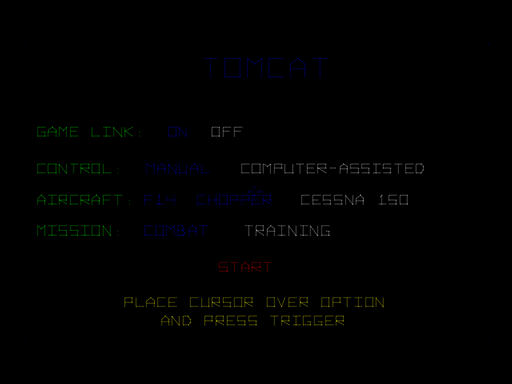 TOMCAT
GAME LINK: ON OFF
CONTROL: MANUAL COMPUTER-ASSISTED
AIRCRAFT: F14 CHOPPER CESSNA 150
MISSION: COMBAT TRAINING
START
PLACE CURSOR OVER OPTION
AND PRESS TRIGGER